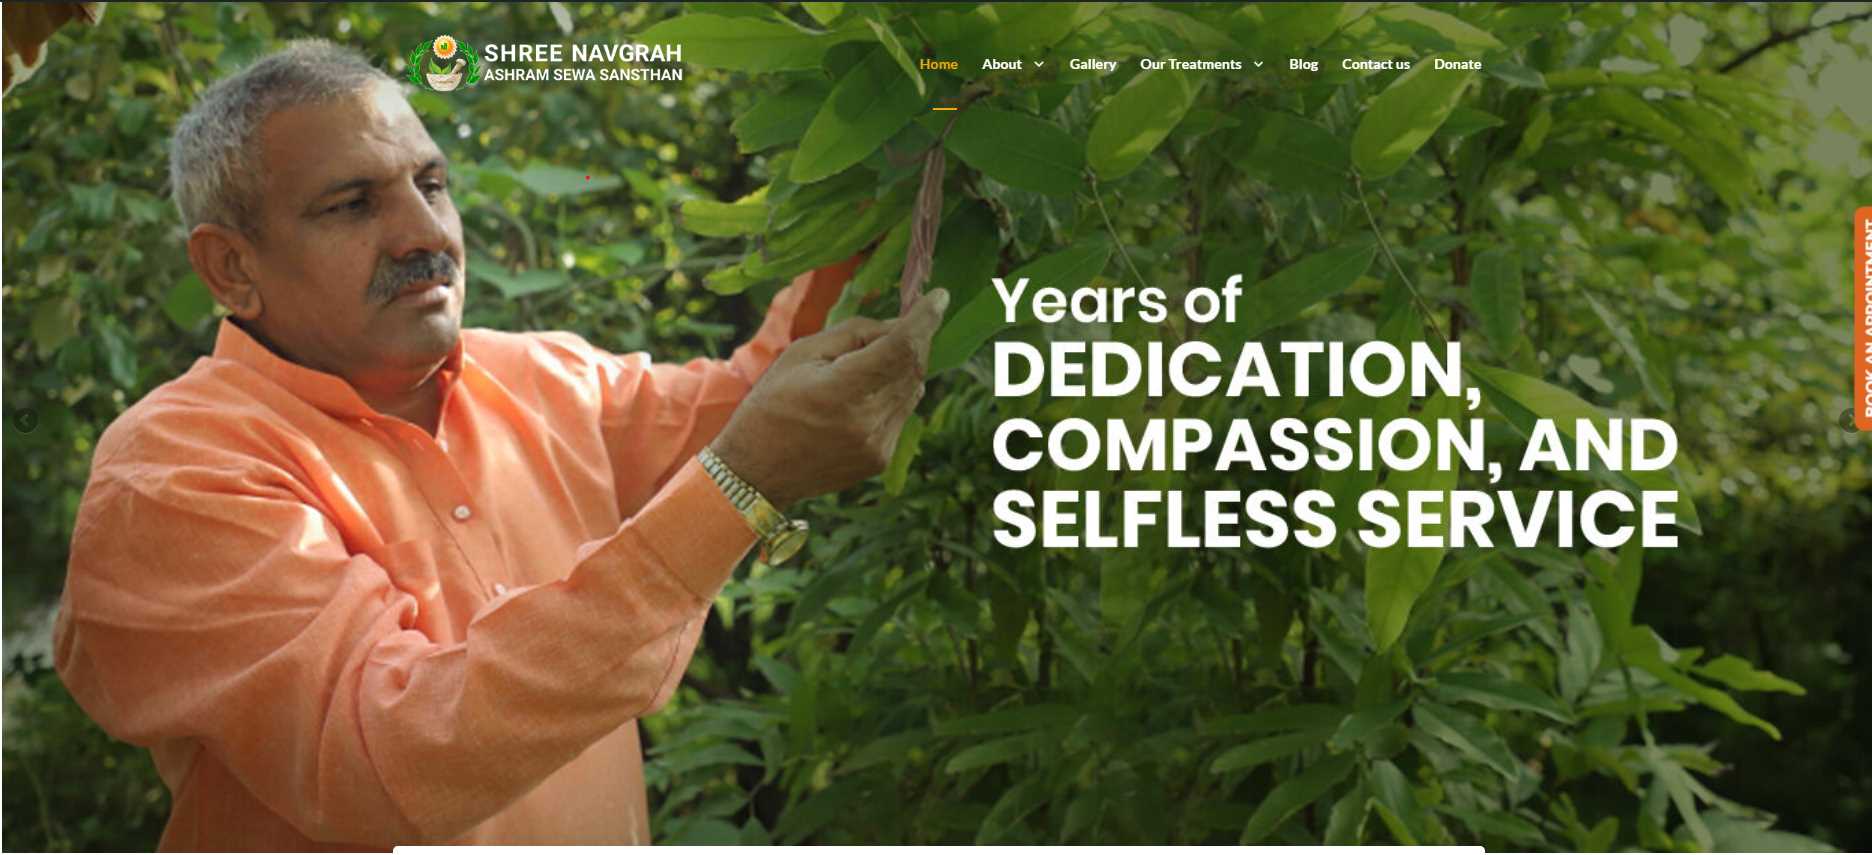 SHREE NAVGRAH
ASHRAM SEWA SANSTHAN
Home About Gallery Our Treatments Blog Contact us Donate
Years of
DEDICATION,
COMPASSION, AND
SELFLESS SERVICE
BOOK AN APPOINTMENT